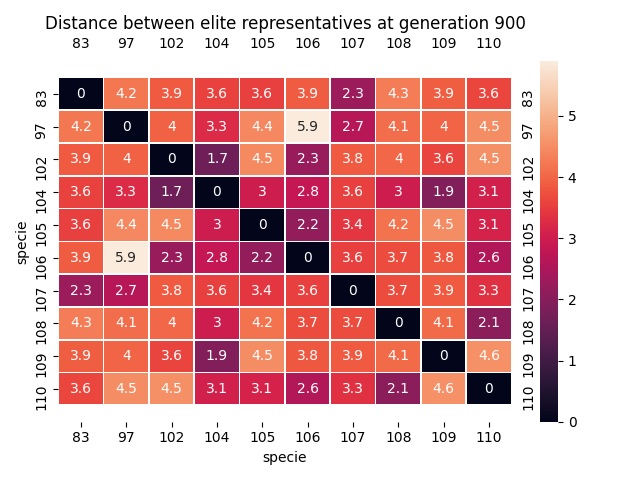 Distance between elite representatives at generation 900
83 97 102 104 105 106 107 108 109 110
83 0 4.2 3.9 3.6 3.6 3.9 2.3 4.3 3.9 3.6 83
97 4.2 0 4 3.3 4.4 5.9 2.7 4.1 4 4.5 97
102 3.9 4 0 1.7 4.5 2.3 3.8 4 3.6 4.5 102
104 3.6 3.3 1.7 0 3 2.8 3.6 3 1.9 3.1 104
105 3.6 4.4 4.5 3 0 2.2 3.4 4.2 4.5 3.1 105
106 3.9 5.9 2.3 2.8 2.2 0 3.6 3.7 3.8 2.6 106
107 2.3 2.7 3.8 3.6 3.4 3.6 0 3.7 3.9 3.3 107
108 4.3 4.1 4 3 4.2 3.7 3.7 0 4.1 2.1 108
109 3.9 4 3.6 1.9 4.5 3.8 3.9 4.1 0 4.6 109
110 3.6 4.5 4.5 3.1 3.1 2.6 3.3 2.1 4.6 0 110
83 97 102 104 105 106 107 108 109 110
specie
specie
5
4
3
2
1
0